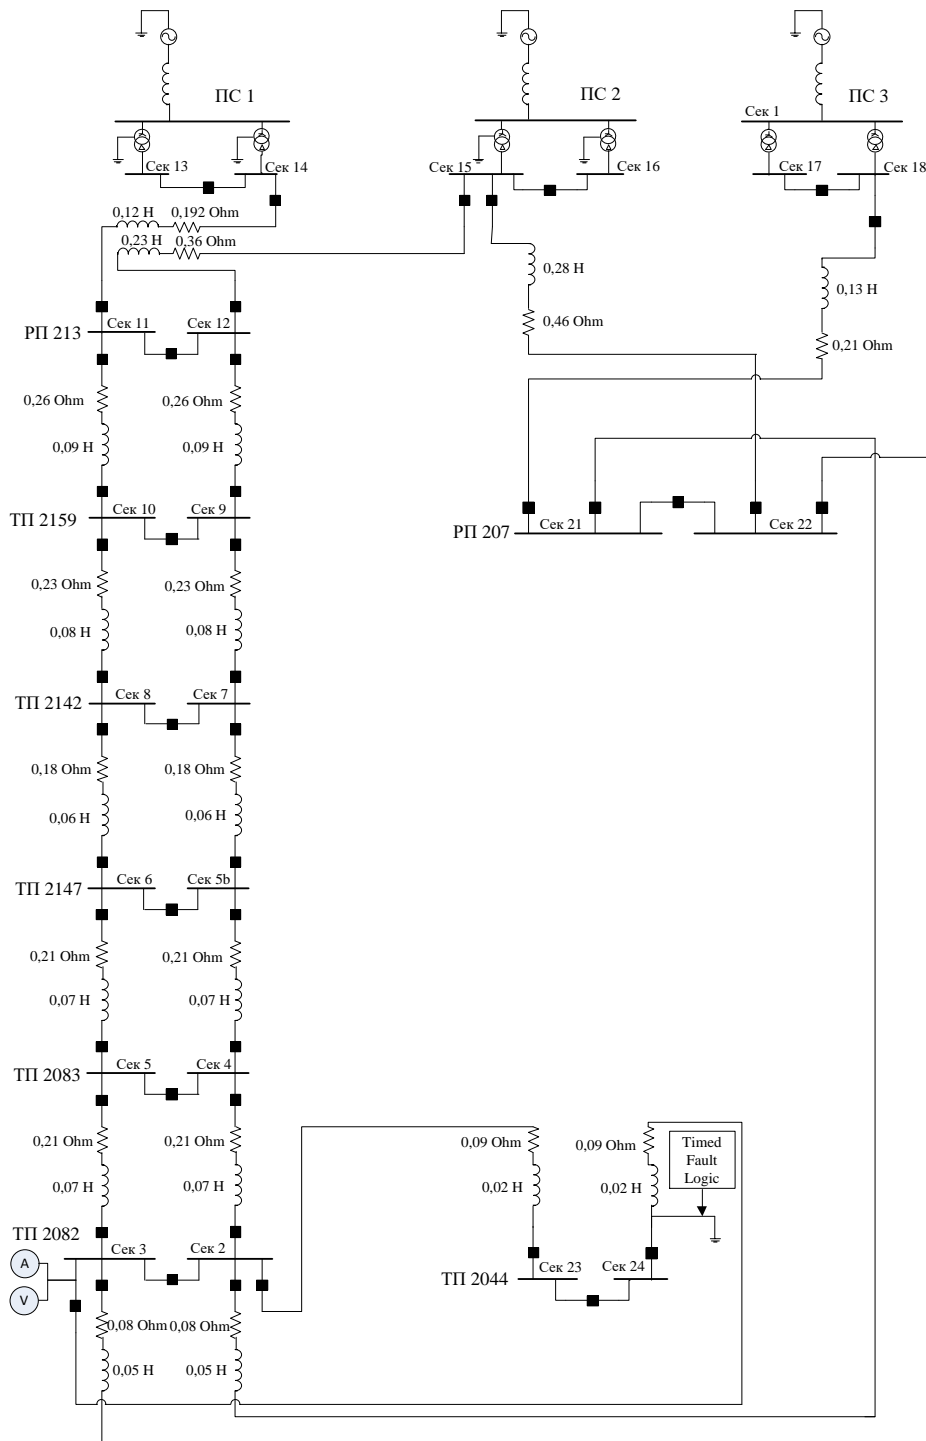 ПС 1
ПС 2
Сек 1
ПС 3
Сек 13
Сек 14
Сек 15
Сек 16
Сек 17
Сек 18
0,12 H
0,192 Ohm
0,23 H
0,36 Ohm
0,28 H
0,46 Ohm
0,13 H
0,21 Ohm
РП 213
Сек 11
Сек 12
0,26 Ohm
0,26 Ohm
0,09 H
0,09 H
ТП 2159
Сек 10
Сек 9
РП 207
Сек 21
Сек 22
0,23 Ohm
0,23 Ohm
0,08 H
0,08 H
ТП 2142
Сек 8
Сек 7
0,18 Ohm
0,18 Ohm
0,06 H
0,06 H
ТП 2147
Сек 6
Сек 5b
0,21 Ohm
0,21 Ohm
0,07 H
0,07 H
ТП 2083
Сек 5
Сек 4
0,21 Ohm
0,21 Ohm
0,07 H
0,07 H
0,09 Ohm
0,09 Ohm
Timed
Fault
Logic
0,02 H
0,02 H
ТП 2082
Сек 3
Сек 2
A
V
ТП 2044
Сек 23
Сек 24
0,08 Ohm
0,08 Ohm
0,05 H
0,05 H